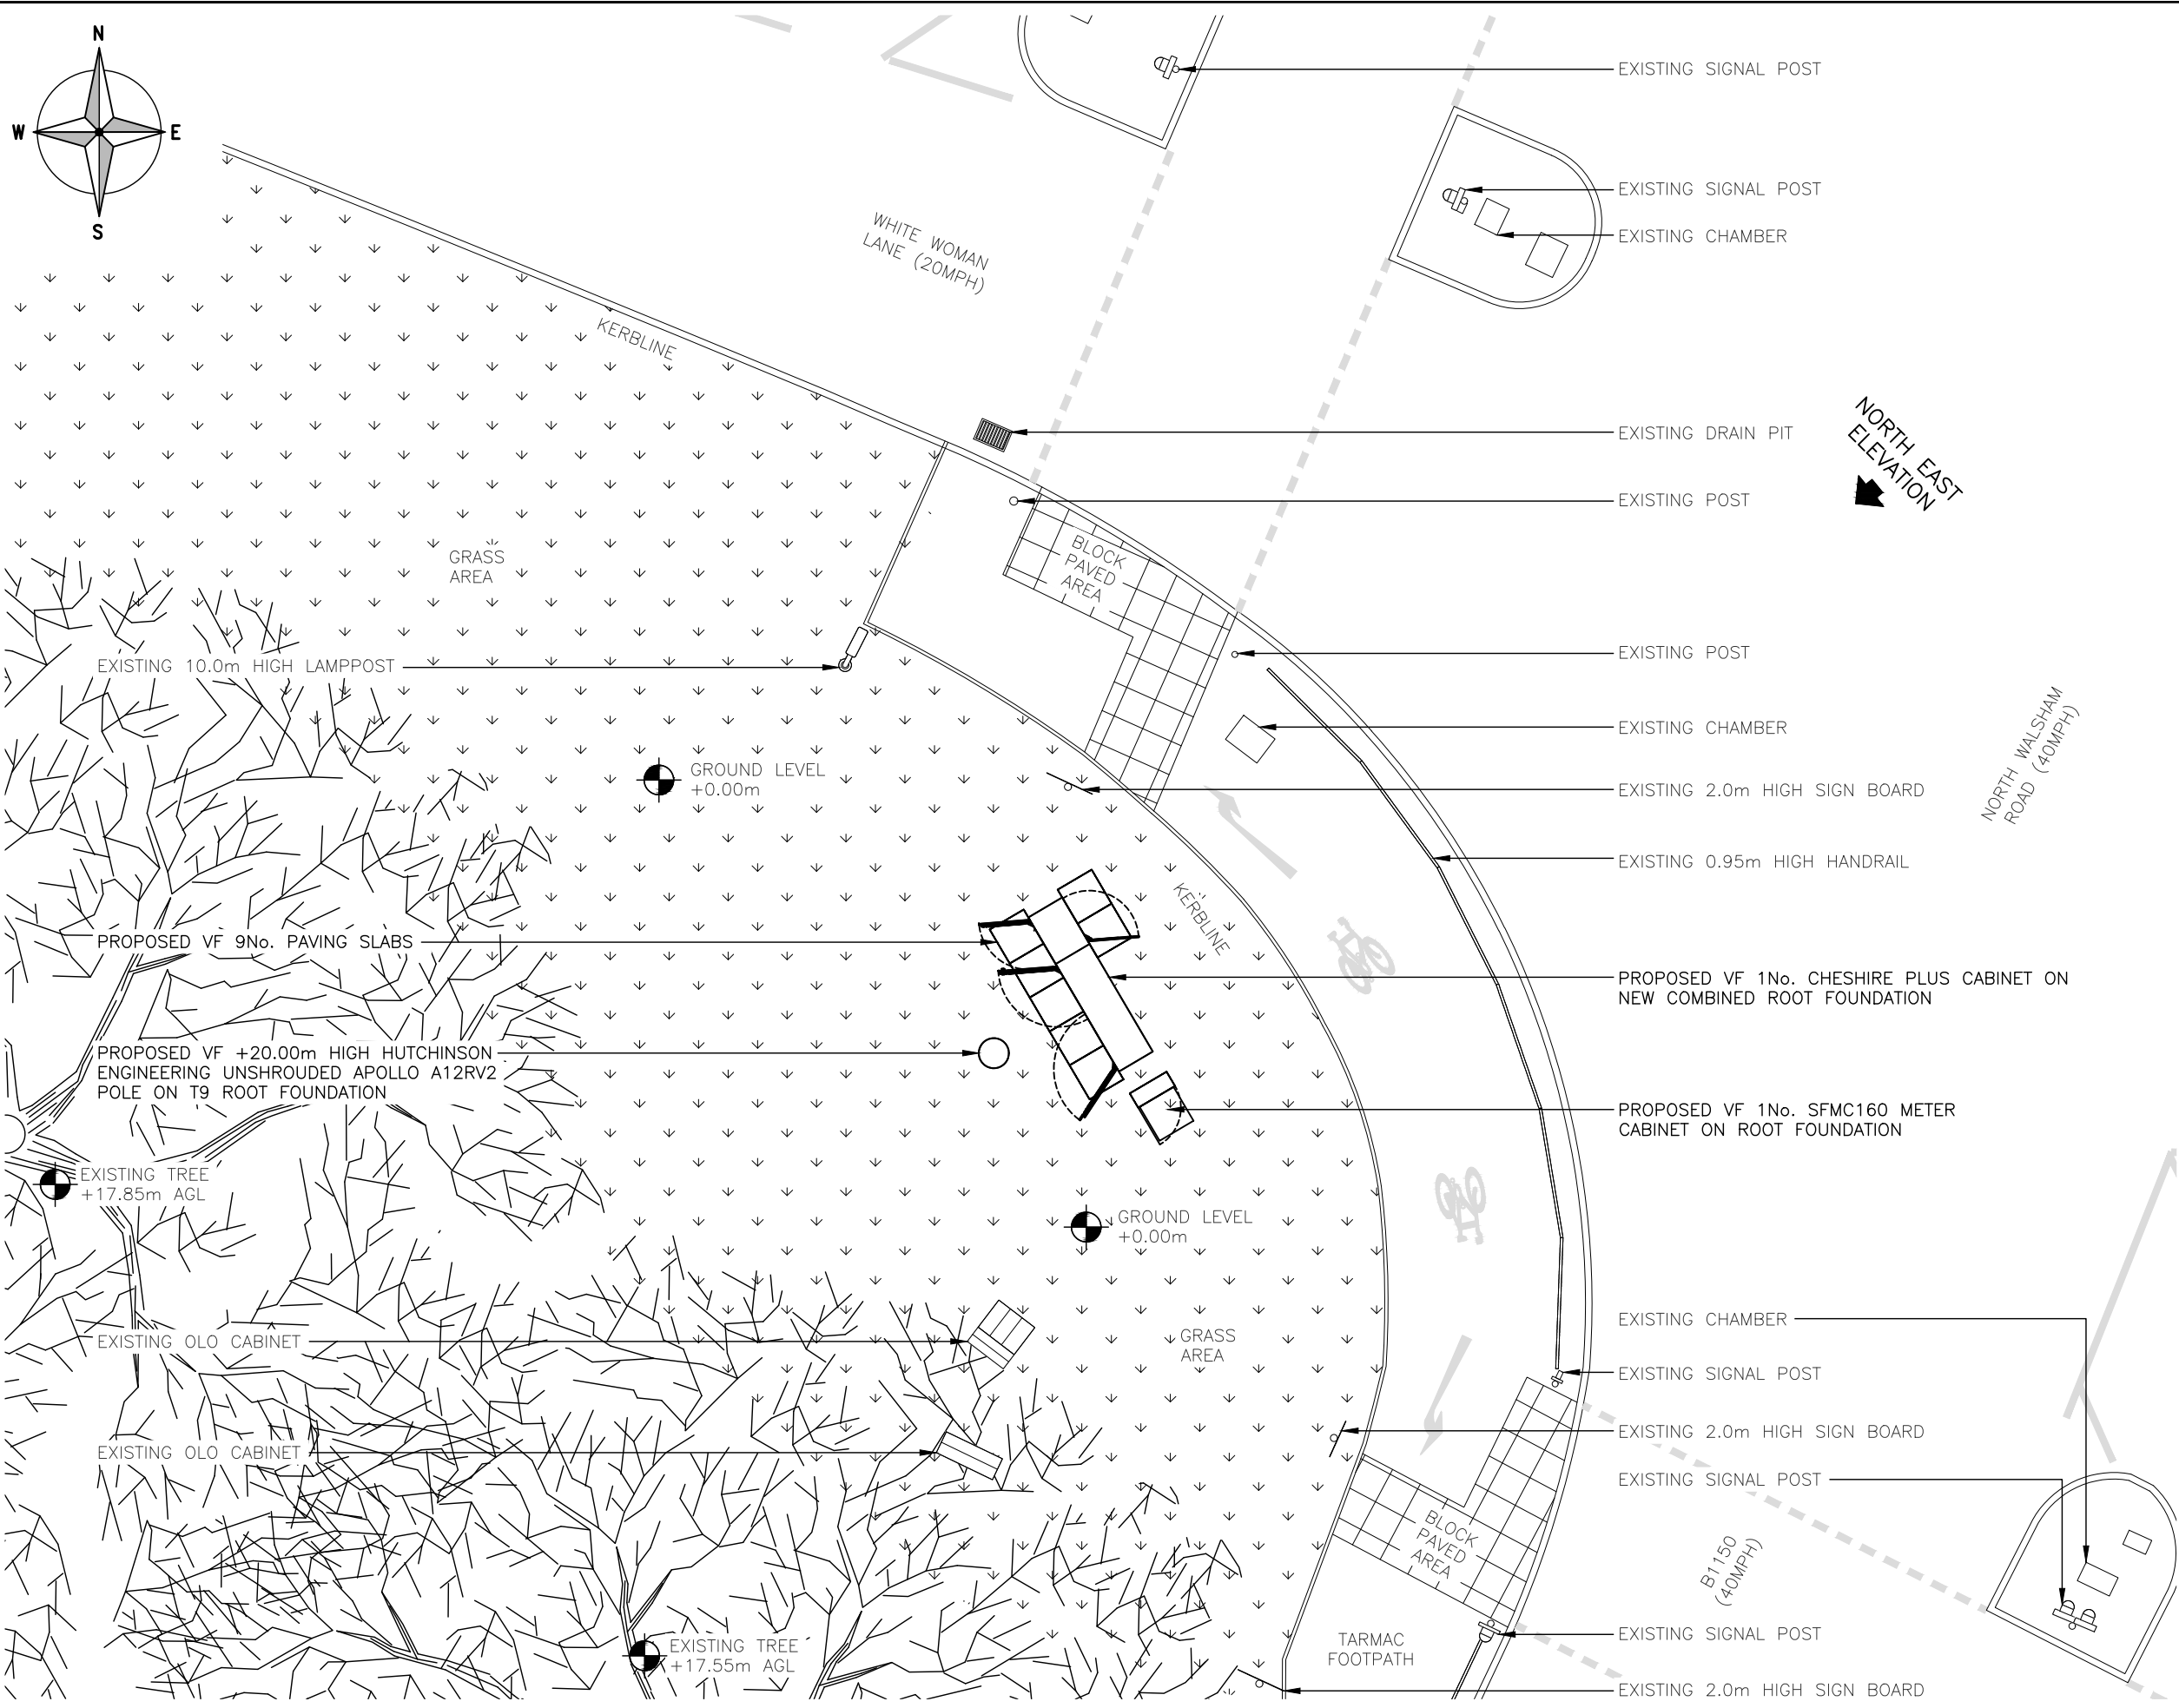 N
W
E
S
EXISTING SIGNAL POST
EXISTING SIGNAL POST
EXISTING CHAMBER
WHITE WOMAN
LANE (20MPH)
KERBLINE
EXISTING DRAIN PIT
NORTH EAST
ELEVATION
EXISTING POST
BLOCK
PAVED
AREA
GRASS
AREA
EXISTING POST
EXISTING 10.0m HIGH LAMPPOST
NORTH WALSHAM
ROAD (40MPH)
EXISTING CHAMBER
GROUND LEVEL
+0.00m
EXISTING 2.0m HIGH SIGN BOARD
EXISTING 0.95m HIGH HANDRAIL
KERBLINE
PROPOSED VF 9No. PAVING SLABS
PROPOSED VF 1No. CHESHIRE PLUS CABINET ON
NEW COMBINED ROOT FOUNDATION
PROPOSED VF +20.00m HIGH HUTCHINSON
ENGINEERING UNSHROUDED APOLLO A12RV2
POLE ON T9 ROOT FOUNDATION
PROPOSED VF 1No. SFMC160 METER
CABINET ON ROOT FOUNDATION
EXISTING TREE
+17.85m AGL
GROUND LEVEL
+0.00m
EXISTING CHAMBER
EXISTING OLO CABINET
GRASS
AREA
EXISTING SIGNAL POST
EXISTING 2.0m HIGH SIGN BOARD
EXISTING OLO CABINET
EXISTING SIGNAL POST
BLOCK
PAVED
AREA
B1150
(40MPH)
EXISTING SIGNAL POST
TARMAC
FOOTPATH
EXISTING TREE
+17.55m AGL
EXISTING 2.0m HIGH SIGN BOARD